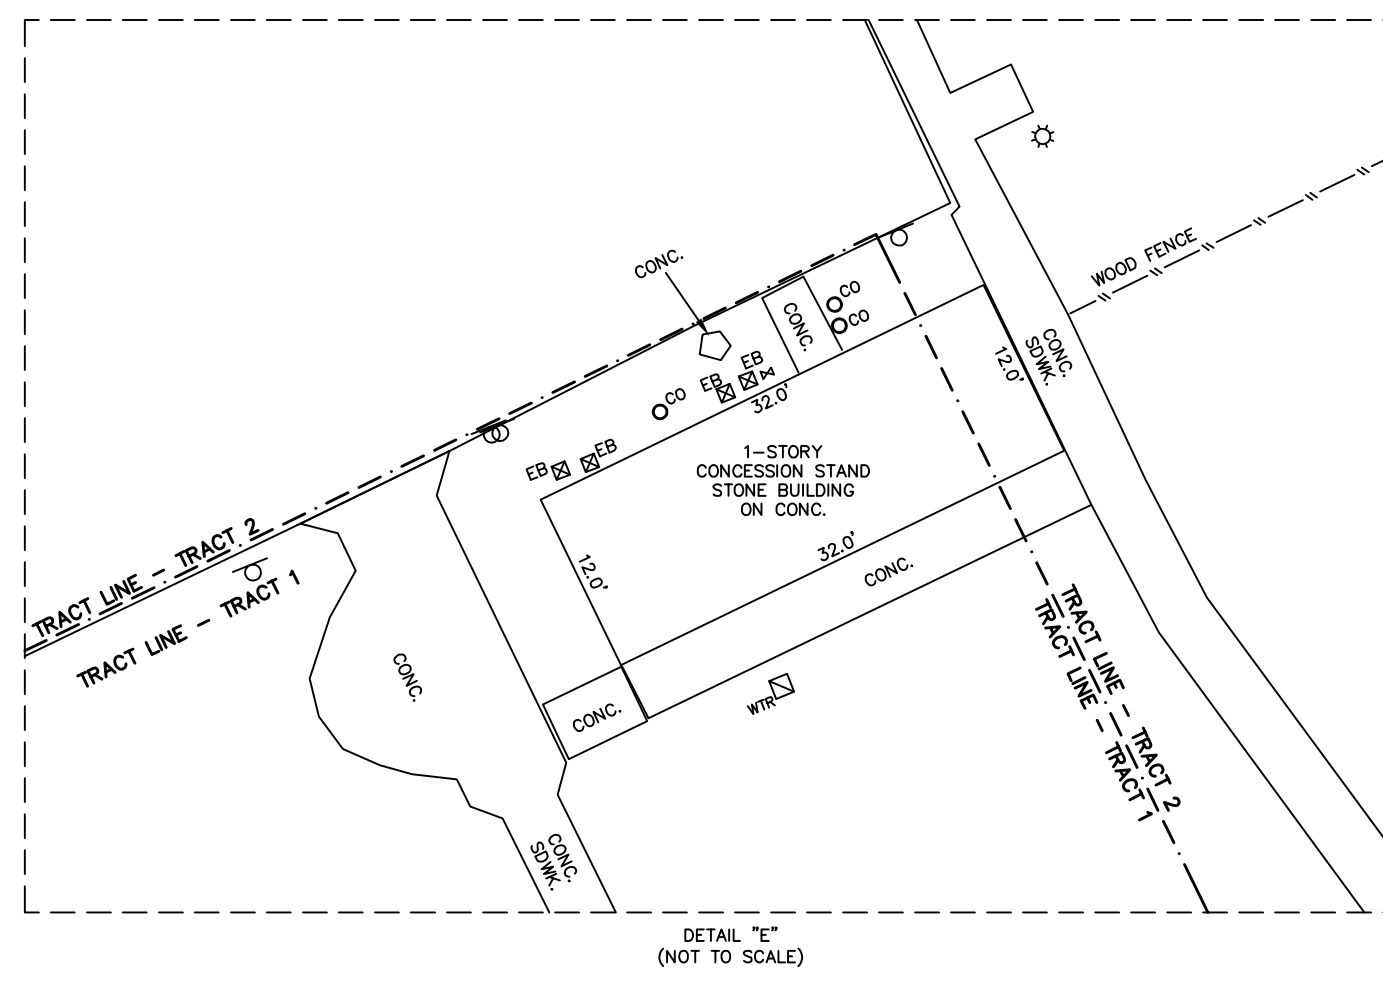 CONC.
CO
CO
CONC.
WOOD FENCE
EB
EB
CO
32.0'
12.0'
CONC.
SDWK.
EB
EB
1-STORY
CONCESSION STAND
STONE BUILDING
ON CONC.
TRACT LINE - TRACT 2
TRACT LINE - TRACT 1
12.0'
32.0'
CONC.
CONC.
CONC.
WTR
TRACT LINE - TRACT 2
TRACT LINE - TRACT 1
CONC.
SDWK.
DETAIL "E"
(NOT TO SCALE)